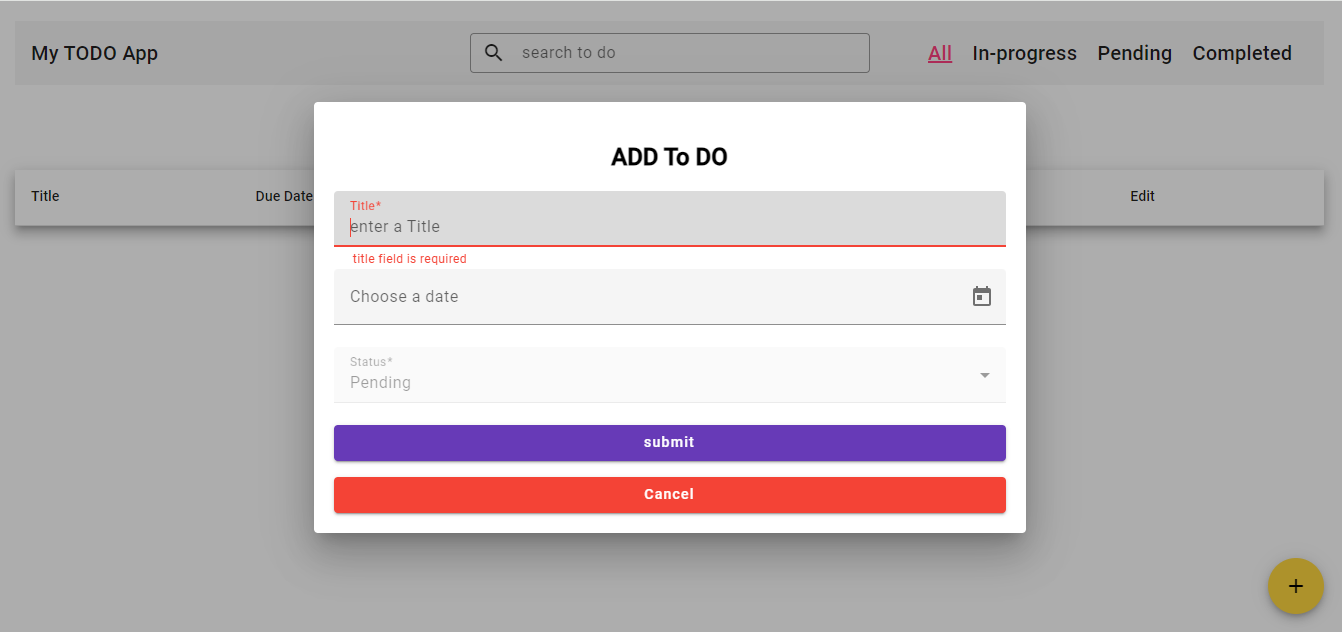 My TODO App
search to do
All In-progress Pending Completed
ADD To DO
Title Due Date Edit
Title*
enter a Title
title field is required
Choose a date
Status*
Pending
submit
Cancel
+